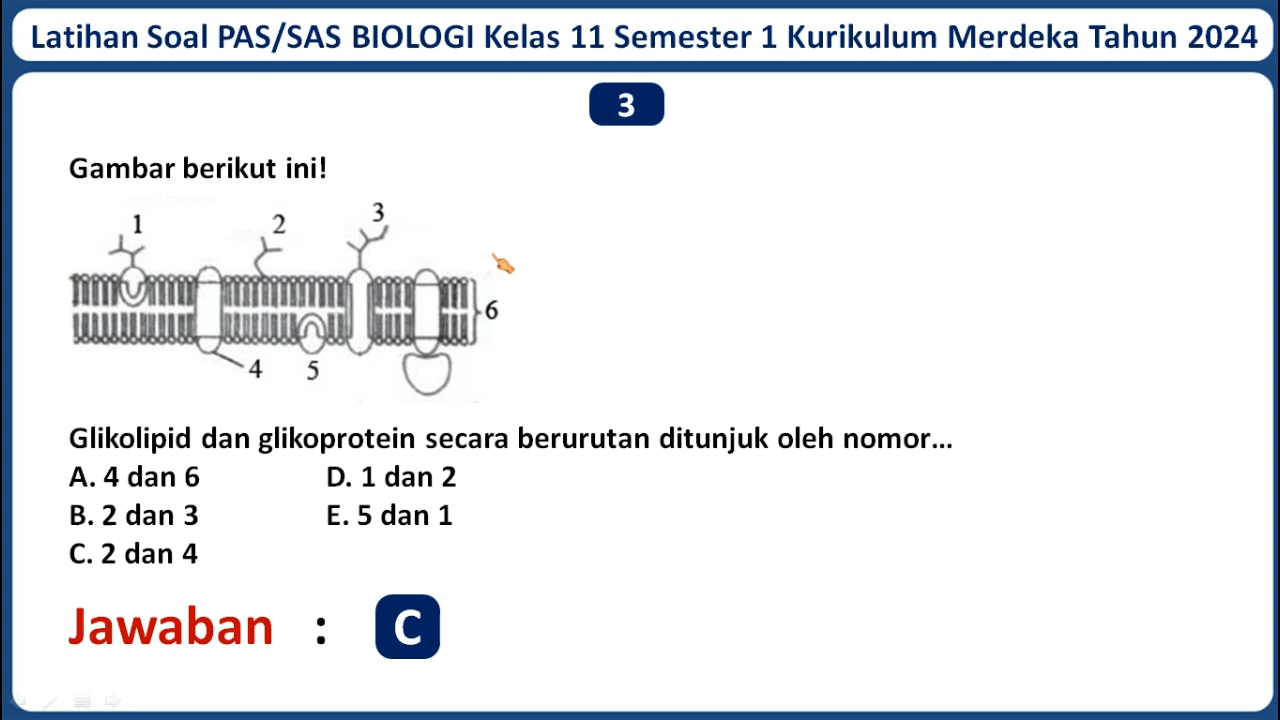 Latihan Soal PAS/SAS BIOLOGI Kelas 11 Semester 1 Kurikulum Merdeka Tahun 2024
3
Gambar berikut ini!
1
2
3
6
4
5
Glikolipid dan glikoprotein secara berurutan ditunjuk oleh nomor...
A. 4 dan 6
D. 1 dan 2
B. 2 dan 3
E. 5 dan 1
C. 2 dan 4
Jawaban : C